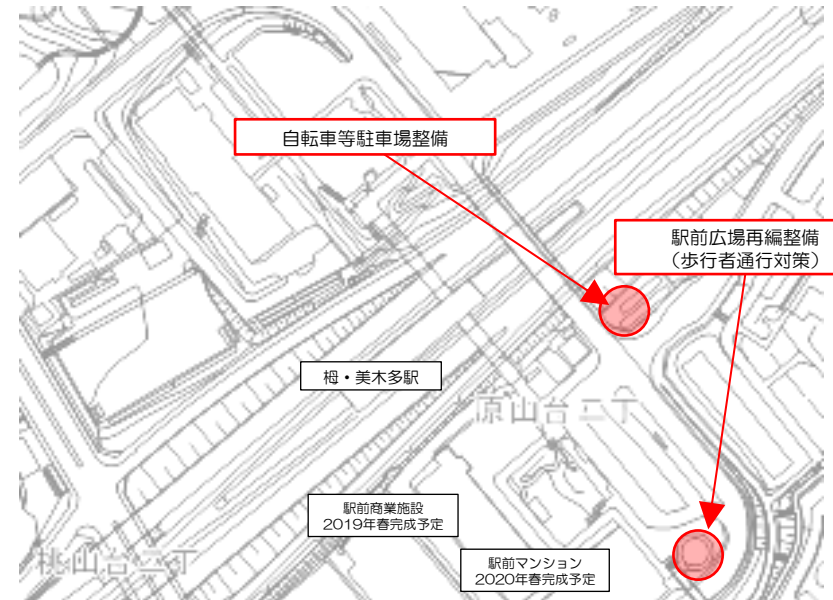 自転車等駐車場整備
駅前広場再編整備
(歩行者通行対策)
栂・美木多駅
原山台二丁
駅前商業施設
2019年春完成予定
桃山台二丁
駅前マンション
2020年春完成予定